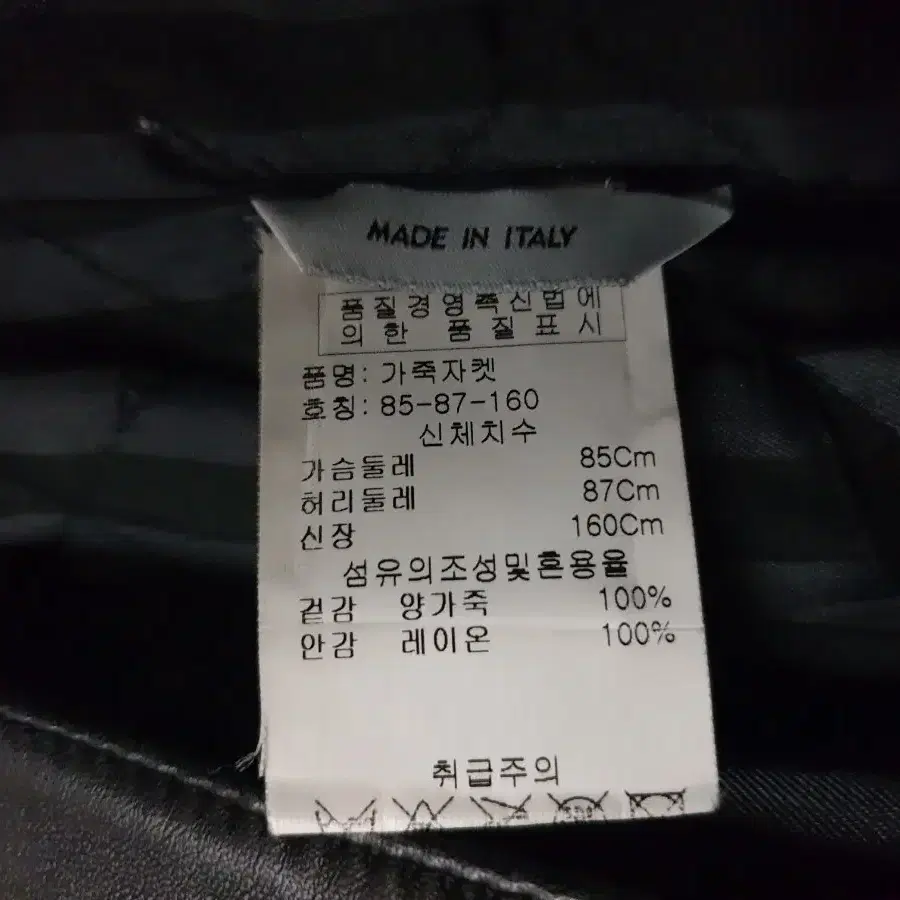 MADE IN ITALY
품질경영촉진법에
의한 품질표시
품명: 가죽자켓
호칭: 85-87-160
신체치수
가슴둘레 85Cm
허리둘레 87Cm
신장 160Cm
섬유의조성및혼용율
겉감 양가죽 100%
안감 레이온 100%
취급주의